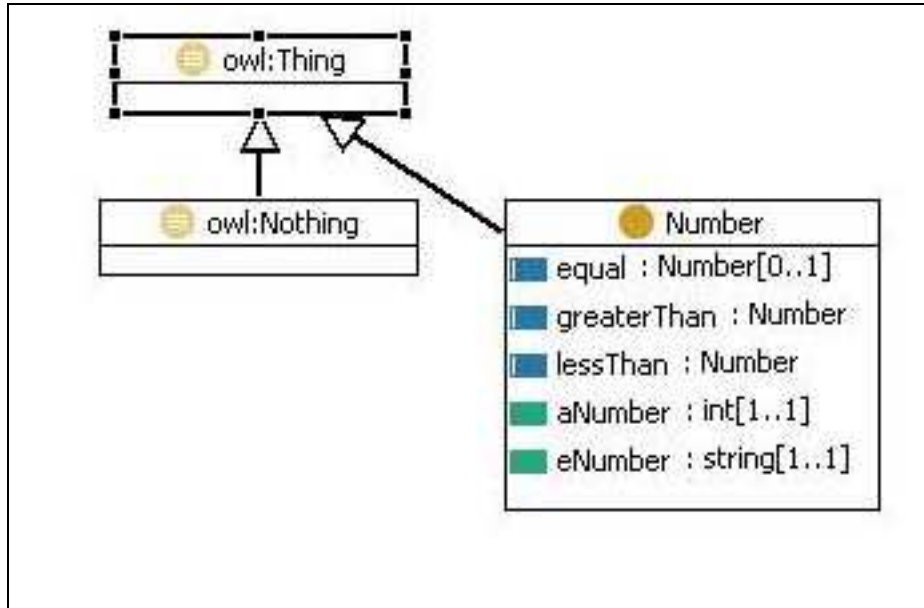 owl:Thing
owl:Nothing
Number
equal : Number[0..1]
greaterThan : Number
lessThan : Number
aNumber : int[1..1]
eNumber : string[1..1]